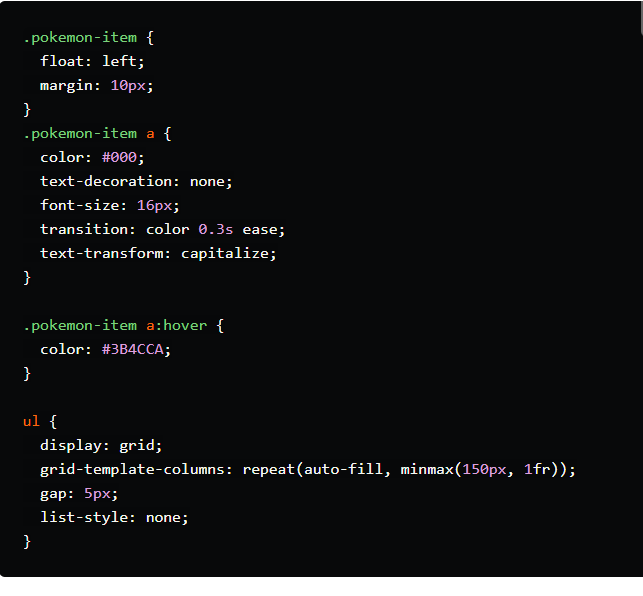 .pokemon-item {
  float: left;
  margin: 10px;
}
.pokemon-item a {
  color: #000;
  text-decoration: none;
  font-size: 16px;
  transition: color 0.3s ease;
  text-transform: capitalize;
}

.pokemon-item a:hover {
  color: #3B4CCA;
}

ul {
  display: grid;
  grid-template-columns: repeat(auto-fill, minmax(150px, 1fr));
  gap: 5px;
  list-style: none;
}